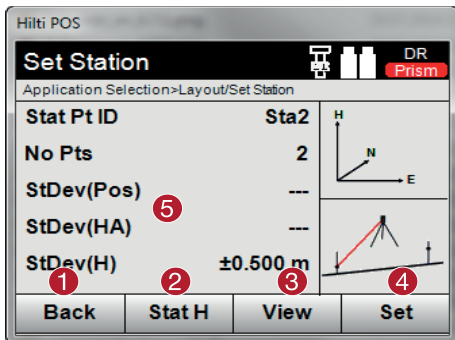 Hilti POS
Set Station
DR
Prism
Application Selection>Layout/Set Station
Stat Pt ID Sta2
No Pts 2
StDev(Pos) ---
StDev(HA) ---
StDev(H) ±0.500 m
H
N
E
5
1
2
3
4
Back Stat H View Set